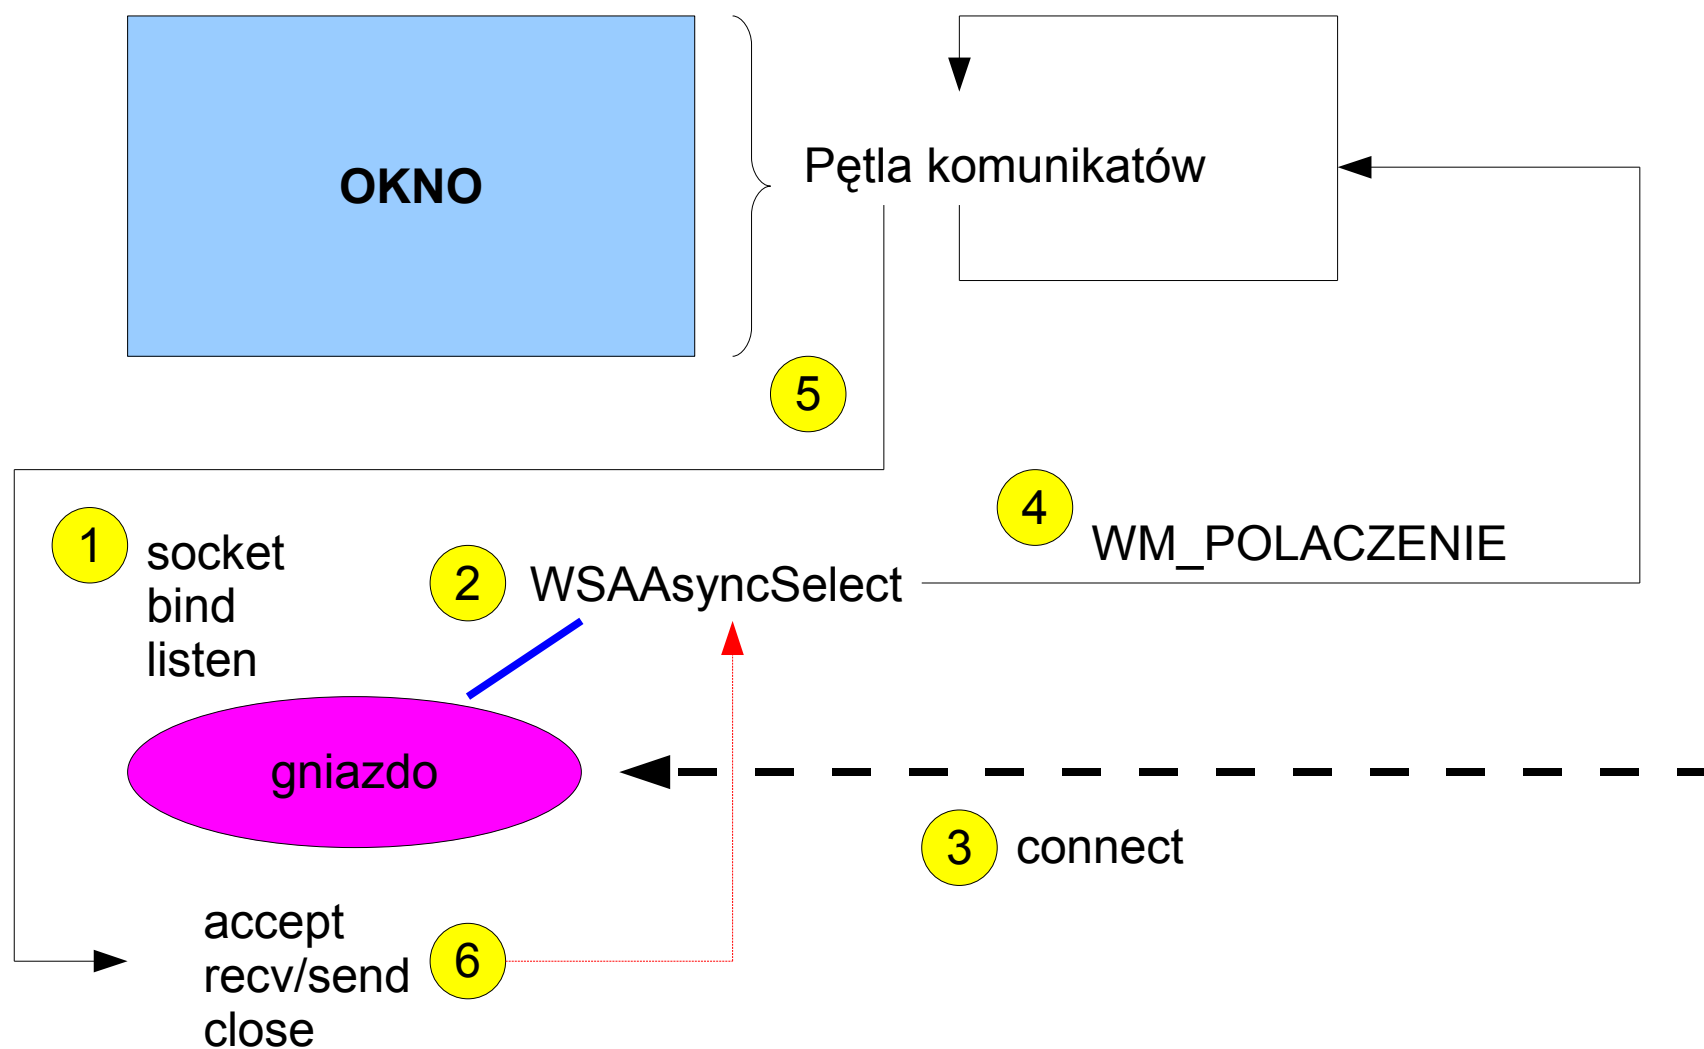 OKNO
Pętla komunikatów
5
4
WM_POLACZENIE
1
socket
bind
listen
2
WSAAsyncSelect
gniazdo
3
connect
accept
recv/send
close
6